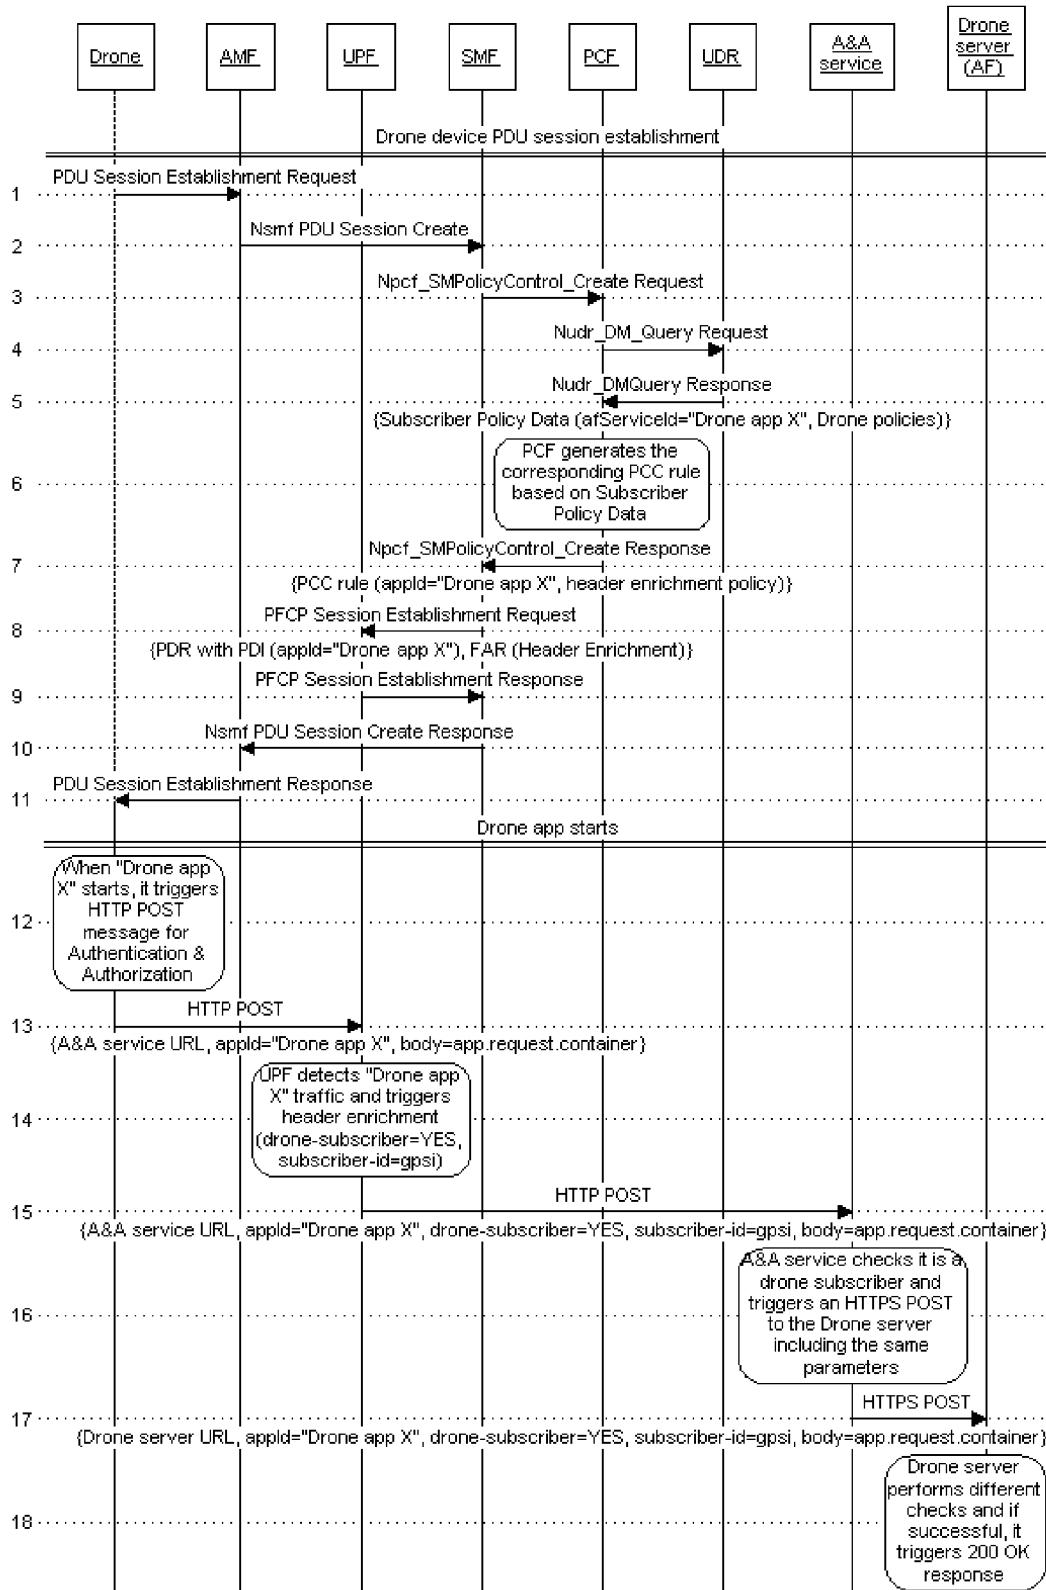 Drone
AMF
UPF
SMF
PCF
UDR
A&A
service
Drone
server
(AF)
Drone device PDU session establishment
PDU Session Establishment Request
1
Nsmf PDU Session Create
2
Npcf_SMPolicyControl_Create Request
3
Nudr_DM_Query Request
4
Nudr_DMQuery Response
5
{Subscriber Policy Data (afServiceId="Drone app X", Drone policies)}
PCF generates the
corresponding PCC rule
6
based on Subscriber
Policy Data
Npcf_SMPolicyControl_Create Response
7
{PCC rule (appId="Drone app X", header enrichment policy)}
PFCP Session Establishment Request
8
{PDR with PDI (appId="Drone app X"), FAR (Header Enrichment)}
PFCP Session Establishment Response
9
Nsmf PDU Session Create Response
10
PDU Session Establishment Response
11
Drone app starts
When "Drone app
X" starts, it triggers
HTTP POST
12
message for
Authentication &
Authorization
HTTP POST
13
{A&A service URL, appId="Drone app X", body=app.request.container}
UPF detects "Drone app
X" traffic and triggers
14
header enrichment
(drone-subscriber=YES,
subscriber-id=gpsi)
HTTP POST
15
{A&A service URL, appId="Drone app X", drone-subscriber=YES, subscriber-id=gpsi, body=app.request.container}
A&A service checks it is a
drone subscriber and
triggers an HTTPS POST
16
to the Drone server
including the same
parameters
HTTPS POST
17
{Drone server URL, appId="Drone app X", drone-subscriber=YES, subscriber-id=gpsi, body=app.request.container}
Drone server
performs different
checks and if
18
successful, it
triggers 200 OK
response